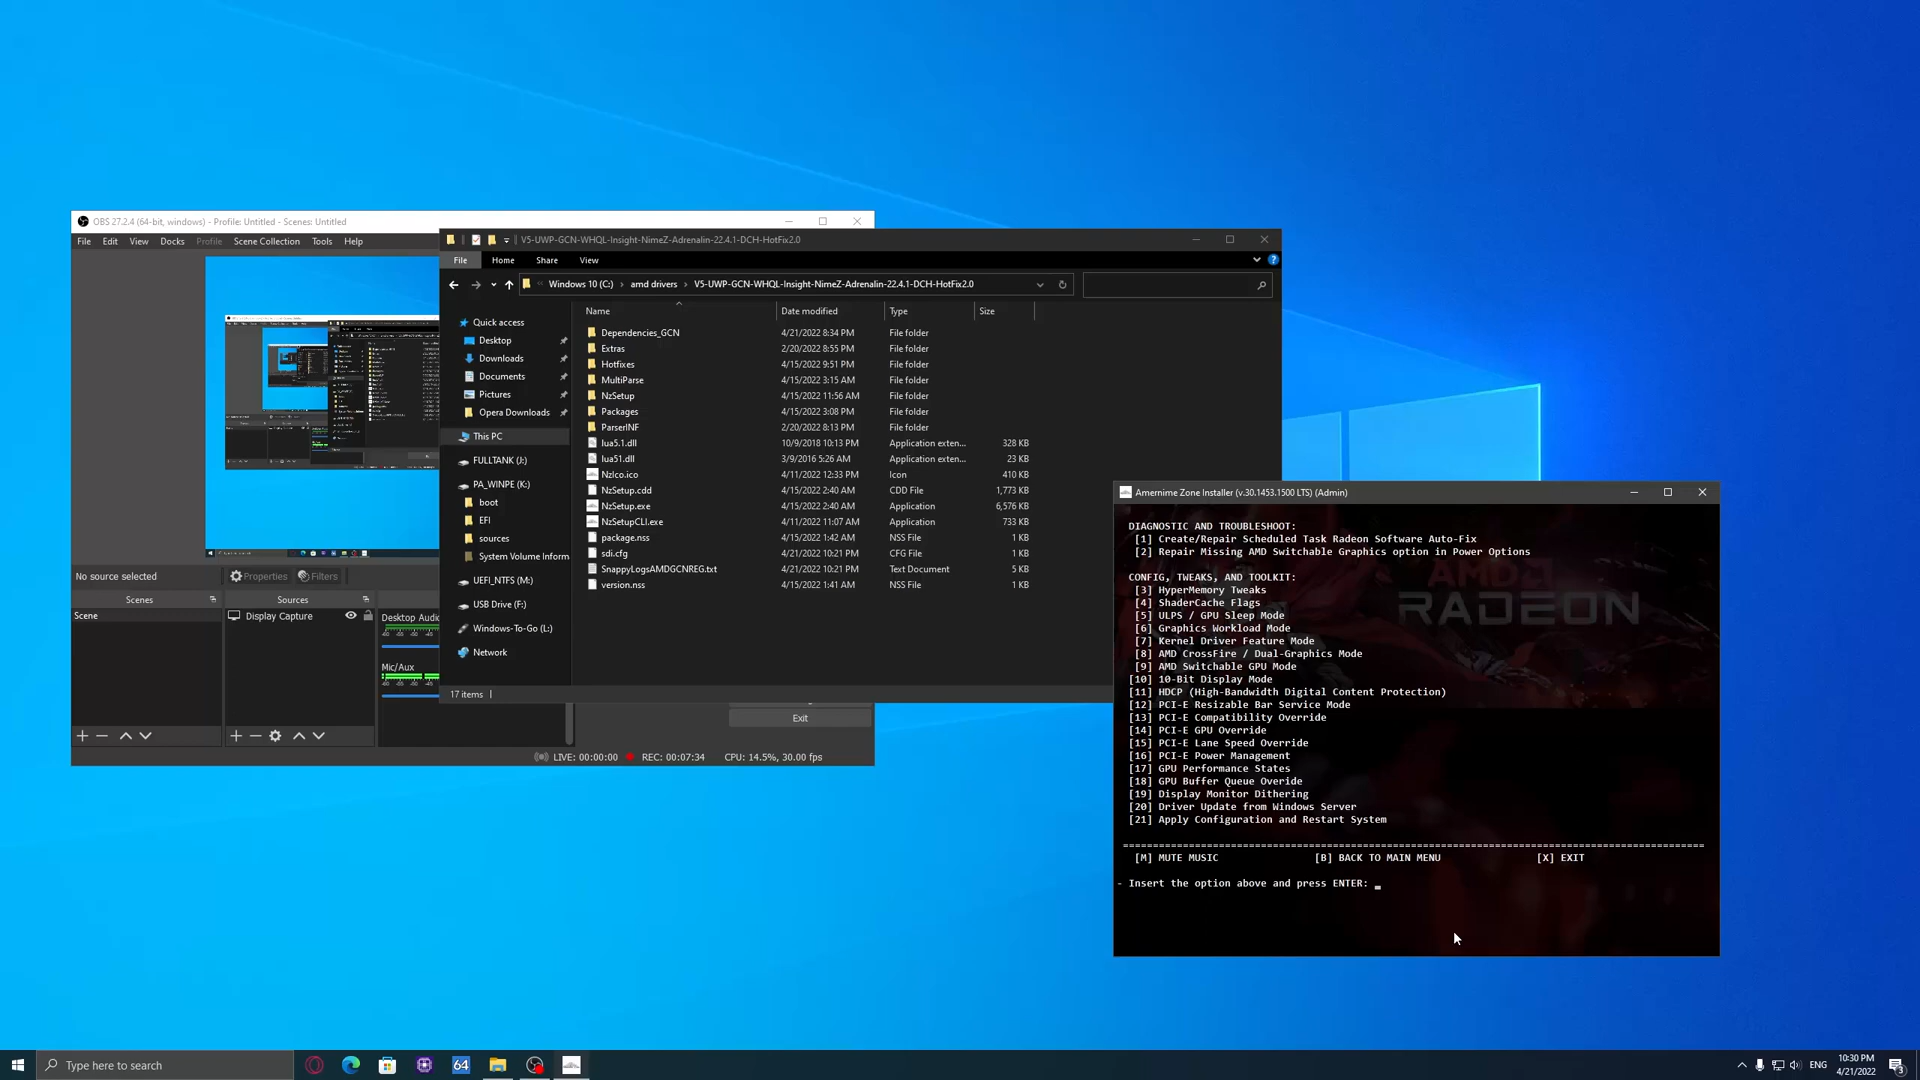 OBS 27.2.4 (64-bit, windows) - Profile: Untitled - Scenes: Untitled
File Edit View Docks Profile Scene Collection Tools Help
No source selected
Properties Filters
Scenes
Sources
Scene
Display Capture
Desktop Audio
Mic/Aux
Exit
LIVE: 00:00:00 REC: 00:07:34 CPU: 14.5%, 30.00 fps
V5-UWP-GCN-WHQL-Insight-NimeZ-Adrenalin-22.4.1-DCH-HotFix2.0
File Home Share View
Windows 10 (C:) amd drivers V5-UWP-GCN-WHQL-Insight-NimeZ-Adrenalin-22.4.1-DCH-HotFix2.0
Quick access
Desktop
Downloads
Documents
Pictures
Opera Downloads
This PC
FULLTANK (J:)
PA_WINPE (K:)
boot
EFI
sources
System Volume Inform
UEFI_NTFS (M:)
USB Drive (F:)
Windows-To-Go (L:)
Network
Name Date modified Type Size
Dependencies_GCN 4/21/2022 8:34 PM File folder
Extras 2/20/2022 8:55 PM File folder
Hotfixes 4/15/2022 9:51 PM File folder
MultiParse 4/15/2022 3:15 AM File folder
NzSetup 4/15/2022 11:56 AM File folder
Packages 4/15/2022 3:08 PM File folder
ParserINF 2/20/2022 8:13 PM File folder
lua5.1.dll 10/9/2018 10:13 PM Application exten... 328 KB
lua51.dll 3/9/2016 5:26 AM Application exten... 23 KB
NzIco.ico 4/11/2022 12:33 PM Icon 410 KB
NzSetup.cdd 4/15/2022 2:40 AM CDD File 1,773 KB
NzSetup.exe 4/15/2022 2:40 AM Application 6,576 KB
NzSetupCLI.exe 4/11/2022 11:07 AM Application 733 KB
package.nss 4/15/2022 1:42 AM NSS File 1 KB
sdi.cfg 4/21/2022 10:21 PM CFG File 1 KB
SnappyLogsAMDGCNREG.txt 4/21/2022 10:21 PM Text Document 5 KB
version.nss 4/15/2022 1:41 AM NSS File 1 KB
17 items
Amernime Zone Installer (v.30.1453.1500 LTS) (Admin)
DIAGNOSTIC AND TROUBLESHOOT:
[1] Create/Repair Scheduled Task Radeon Software Auto-Fix
[2] Repair Missing AMD Switchable Graphics option in Power Options
CONFIG, TWEAKS, AND TOOLKIT:
[3] HyperMemory Tweaks
[4] ShaderCache Flags
[5] ULPS / GPU Sleep Mode
[6] Graphics Workload Mode
[7] Kernel Driver Feature Mode
[8] AMD CrossFire / Dual-Graphics Mode
[9] AMD Switchable GPU Mode
[10] 10-Bit Display Mode
[11] HDCP (High-Bandwidth Digital Content Protection)
[12] PCI-E Resizable Bar Service Mode
[13] PCI-E Compatibility Override
[14] PCI-E GPU Override
[15] PCI-E Lane Speed Override
[16] PCI-E Power Management
[17] GPU Performance States
[18] GPU Buffer Queue Overide
[19] Display Monitor Dithering
[20] Driver Update from Windows Server
[21] Apply Configuration and Restart System
[M] MUTE MUSIC [B] BACK TO MAIN MENU [X] EXIT
- Insert the option above and press ENTER: _
AMD
RADEON
Type here to search
64
ENG
10:30 PM
4/21/2022
3